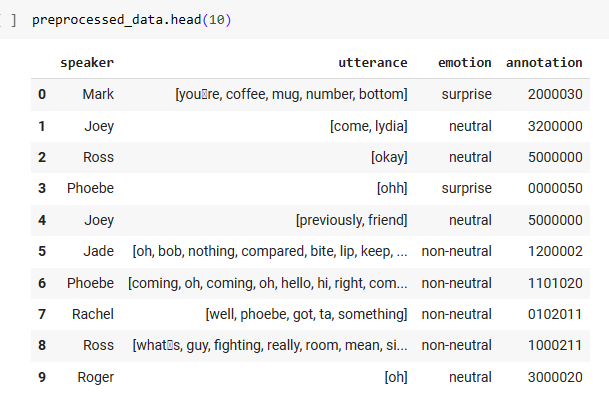 [ ] preprocessed_data.head(10)
speaker utterance emotion annotation
0 Mark [you▯re, coffee, mug, number, bottom] surprise 2000030
1 Joey [come, lydia] neutral 3200000
2 Ross [okay] neutral 5000000
3 Phoebe [ohh] surprise 0000050
4 Joey [previously, friend] neutral 5000000
5 Jade [oh, bob, nothing, compared, bite, lip, keep, ... non-neutral 1200002
6 Phoebe [coming, oh, coming, oh, hello, hi, right, com... non-neutral 1101020
7 Rachel [well, phoebe, got, ta, something] non-neutral 0102011
8 Ross [what▯s, guy, fighting, really, room, mean, si... non-neutral 1000211
9 Roger [oh] neutral 3000020